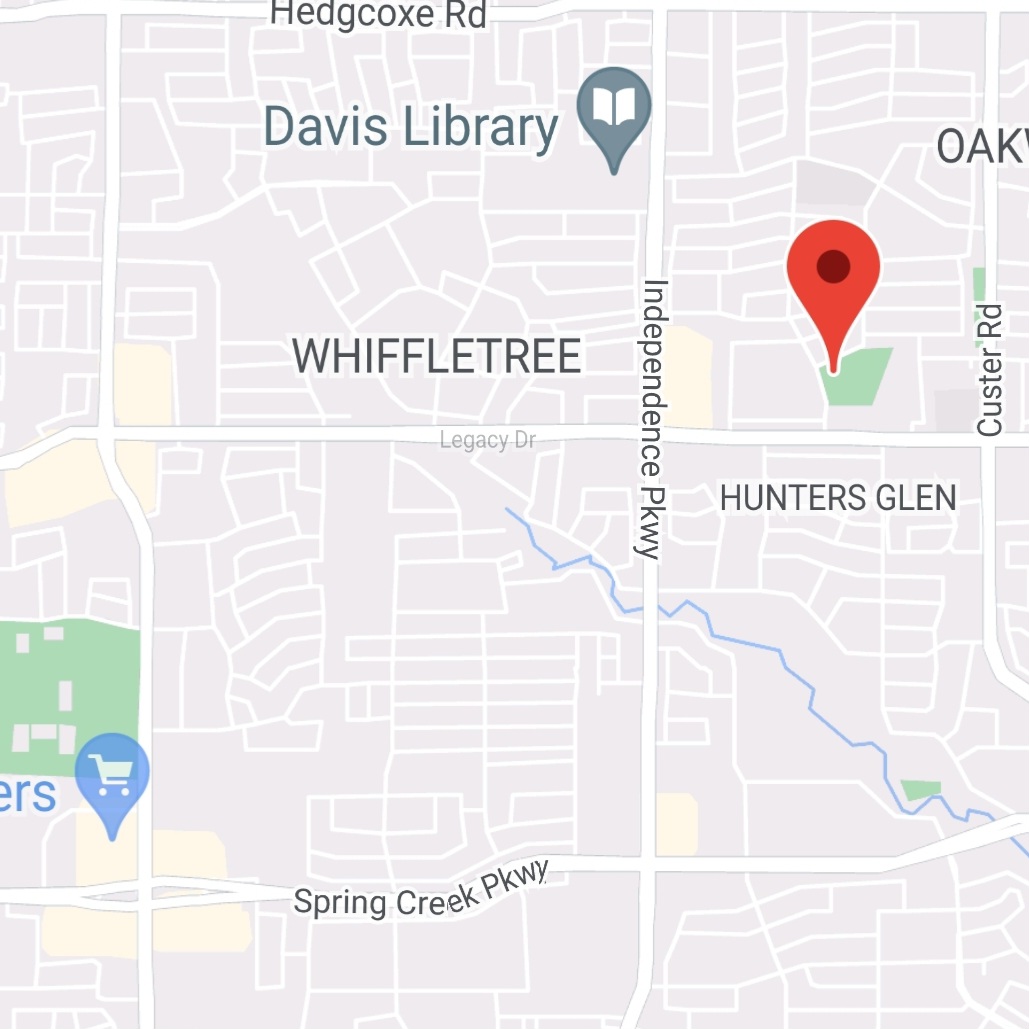 Hedgcoxe Rd
Davis Library
OAKW
Independence Pkwy
WHIFFLETREE
Custer Rd
Legacy Dr
HUNTERS GLEN
ers
Spring Creek Pkwy